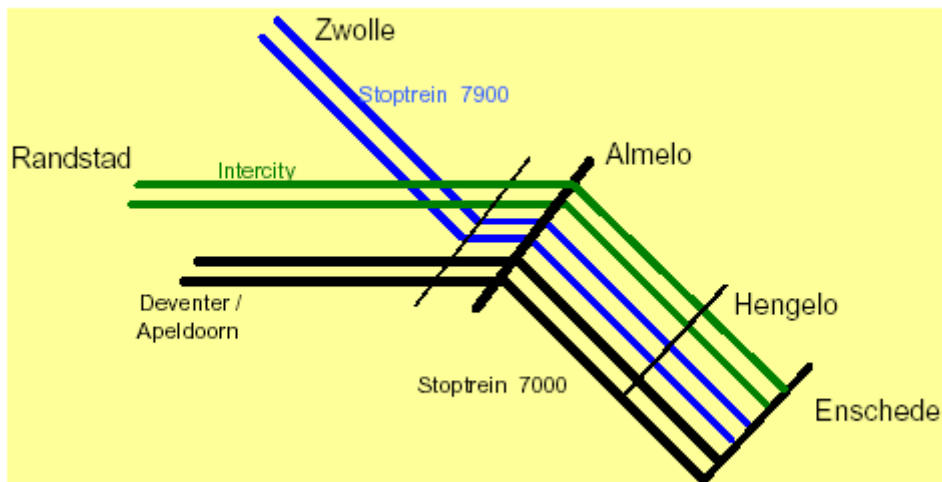 Zwolle
Stoptrein 7900
Randstad
Intercity
Almelo
Deventer /
Apeldoorn
Hengelo
Stoptrein 7000
Enschede